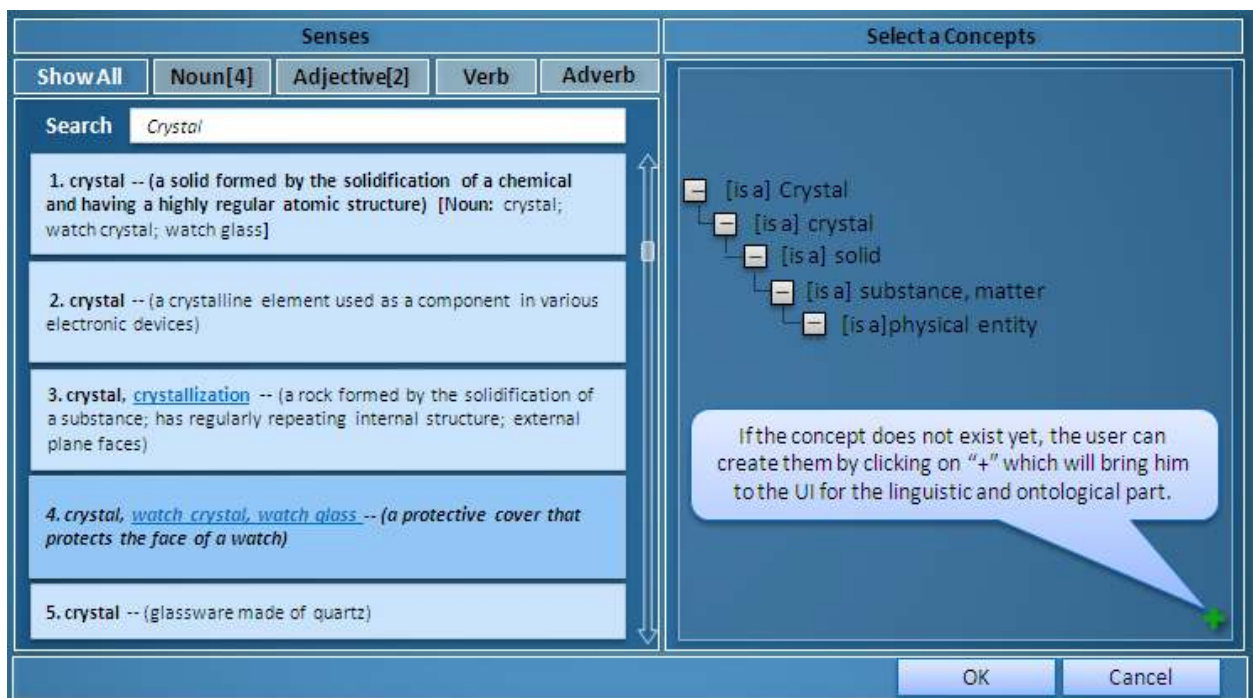 Senses
Select a Concepts
Show All
Noun[4]
Adjective[2]
Verb
Adverb
Search
Crystal
1. crystal -- (a solid formed by the solidification of a chemical
and having a highly regular atomic structure) [Noun: crystal;
watch crystal; watch glass]
2. crystal -- (a crystalline element used as a component in various
electronic devices)
3. crystal, crystallization -- (a rock formed by the solidification of
a substance; has regularly repeating internal structure; external
plane faces)
4. crystal, watch crystal, watch glass -- (a protective cover that
protects the face of a watch)
5. crystal -- (glassware made of quartz)
[is a] Crystal
[is a] crystal
[is a] solid
[is a] substance, matter
[is a]physical entity
If the concept does not exist yet, the user can
create them by clicking on “+” which will bring him
to the UI for the linguistic and ontological part.
OK
Cancel